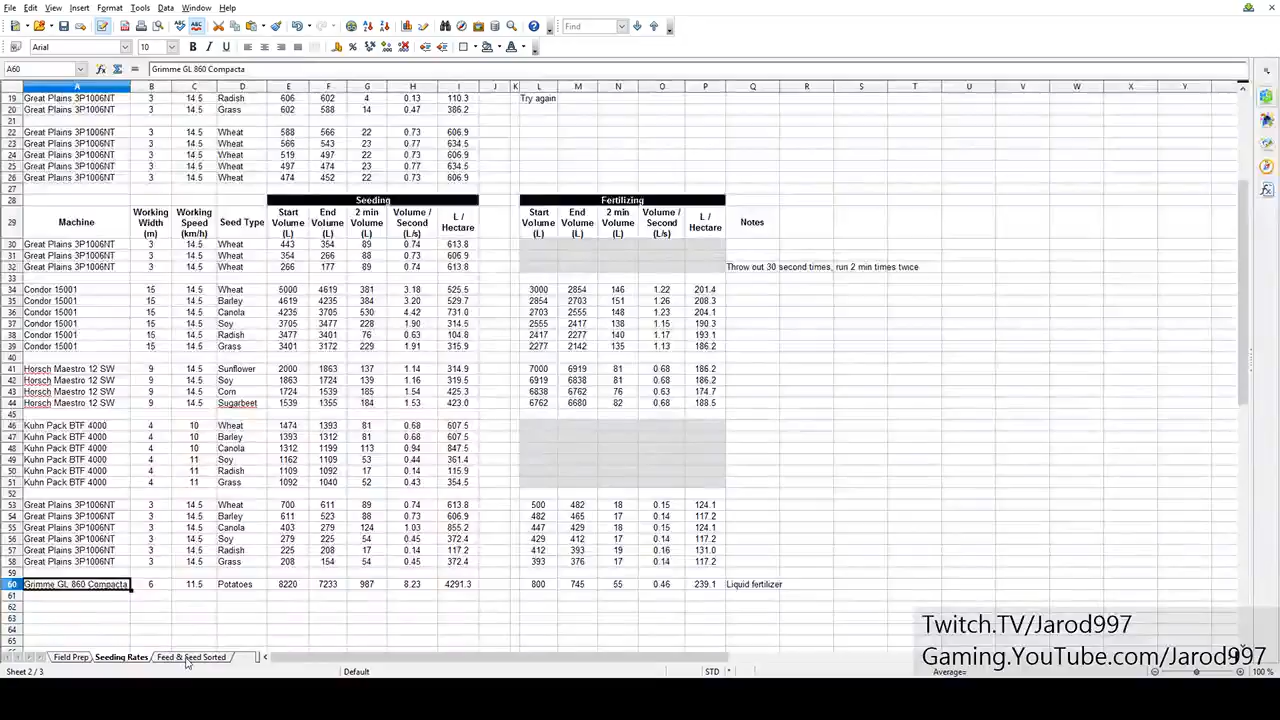 File Edit View Insert Format Tools Data Window Help
Find
Arial 10
A60 Grimme GL 860 Compacta
A B C D E F G H I J K L M N O P Q R S T U V W X Y
19 Great Plains 3P1006NT 3 14.5 Radish 606 602 4 0.13 110.3 Try again
20 Great Plains 3P1006NT 3 14.5 Grass 602 588 14 0.47 386.2
21
22 Great Plains 3P1006NT 3 14.5 Wheat 588 566 22 0.73 606.9
23 Great Plains 3P1006NT 3 14.5 Wheat 566 543 23 0.77 634.5
24 Great Plains 3P1006NT 3 14.5 Wheat 519 497 22 0.73 606.9
25 Great Plains 3P1006NT 3 14.5 Wheat 497 474 23 0.77 634.5
26 Great Plains 3P1006NT 3 14.5 Wheat 474 452 22 0.73 606.9
27
28 Seeding Fertilizing
29 Machine Working Width (m) Working Speed (km/h) Seed Type Start Volume (L) End Volume (L) 2 min Volume (L) Volume / Second (L/s) L / Hectare Start Volume (L) End Volume (L) 2 min Volume (L) Volume / Second (L/s) L / Hectare Notes
30 Great Plains 3P1006NT 3 14.5 Wheat 443 354 89 0.74 613.8
31 Great Plains 3P1006NT 3 14.5 Wheat 354 266 88 0.73 606.9
32 Great Plains 3P1006NT 3 14.5 Wheat 266 177 89 0.74 613.8 Throw out 30 second times, run 2 min times twice
33
34 Condor 15001 15 14.5 Wheat 5000 4619 381 3.18 525.5 3000 2854 146 1.22 201.4
35 Condor 15001 15 14.5 Barley 4619 4235 384 3.20 529.7 2854 2703 151 1.26 208.3
36 Condor 15001 15 14.5 Canola 4235 3705 530 4.42 731.0 2703 2555 148 1.23 204.1
37 Condor 15001 15 14.5 Soy 3705 3477 228 1.90 314.5 2555 2417 138 1.15 190.3
38 Condor 15001 15 14.5 Radish 3477 3401 76 0.63 104.8 2417 2277 140 1.17 193.1
39 Condor 15001 15 14.5 Grass 3401 3172 229 1.91 315.9 2277 2142 135 1.13 186.2
40
41 Horsch Maestro 12 SW 9 14.5 Sunflower 2000 1863 137 1.14 314.9 7000 6919 81 0.68 186.2
42 Horsch Maestro 12 SW 9 14.5 Soy 1863 1724 139 1.16 319.5 6919 6838 81 0.68 186.2
43 Horsch Maestro 12 SW 9 14.5 Corn 1724 1539 185 1.54 425.3 6838 6762 76 0.63 174.7
44 Horsch Maestro 12 SW 9 14.5 Sugarbeet 1539 1355 184 1.53 423.0 6762 6680 82 0.68 188.5
45
46 Kuhn Pack BTF 4000 4 10 Wheat 1474 1393 81 0.68 607.5
47 Kuhn Pack BTF 4000 4 10 Barley 1393 1312 81 0.68 607.5
48 Kuhn Pack BTF 4000 4 10 Canola 1312 1199 113 0.94 847.5
49 Kuhn Pack BTF 4000 4 11 Soy 1162 1109 53 0.44 361.4
50 Kuhn Pack BTF 4000 4 11 Radish 1109 1092 17 0.14 115.9
51 Kuhn Pack BTF 4000 4 11 Grass 1092 1040 52 0.43 354.5
52
53 Great Plains 3P1006NT 3 14.5 Wheat 700 611 89 0.74 613.8 500 482 18 0.15 124.1
54 Great Plains 3P1006NT 3 14.5 Barley 611 523 88 0.73 606.9 482 465 17 0.14 117.2
55 Great Plains 3P1006NT 3 14.5 Canola 403 279 124 1.03 855.2 447 429 18 0.15 124.1
56 Great Plains 3P1006NT 3 14.5 Soy 279 225 54 0.45 372.4 429 412 17 0.14 117.2
57 Great Plains 3P1006NT 3 14.5 Radish 225 208 17 0.14 117.2 412 393 19 0.16 131.0
58 Great Plains 3P1006NT 3 14.5 Grass 208 154 54 0.45 372.4 393 376 17 0.14 117.2
59
60 Grimme GL 860 Compacta 6 11.5 Potatoes 8220 7233 987 8.23 4291.3 800 745 55 0.46 239.1 Liquid fertilizer
61
62
63
64
65
Twitch.TV/Jarod997
Gaming.YouTube.com/Jarod997
Field Prep Seeding Rates Feed & Seed Sorted
Sheet 2 / 3 Default STD * Average= 100 %